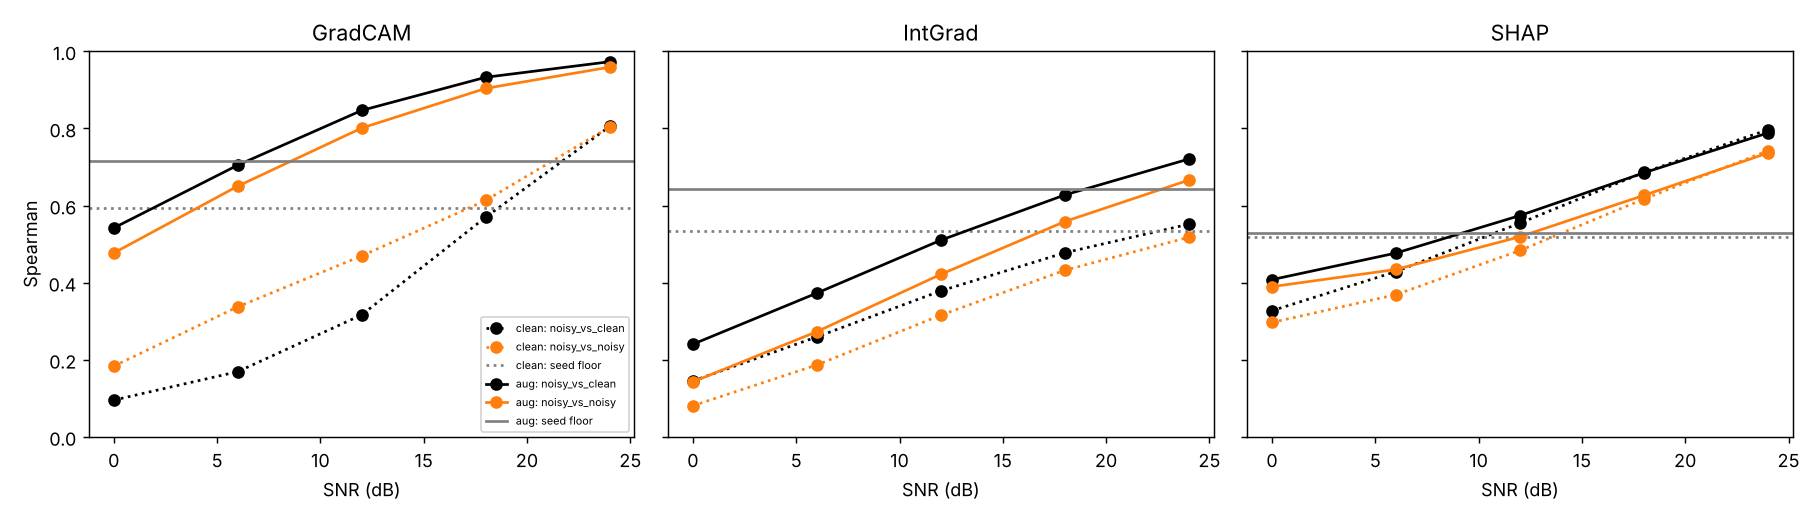 GradCAM
IntGrad
SHAP
Spearman
1.0
0.8
0.6
0.4
0.2
0.0
clean: noisy_vs_clean
clean: noisy_vs_noisy
clean: seed floor
aug: noisy_vs_clean
aug: noisy_vs_noisy
aug: seed floor
0 5 10 15 20 25
0 5 10 15 20 25
0 5 10 15 20 25
SNR (dB)
SNR (dB)
SNR (dB)